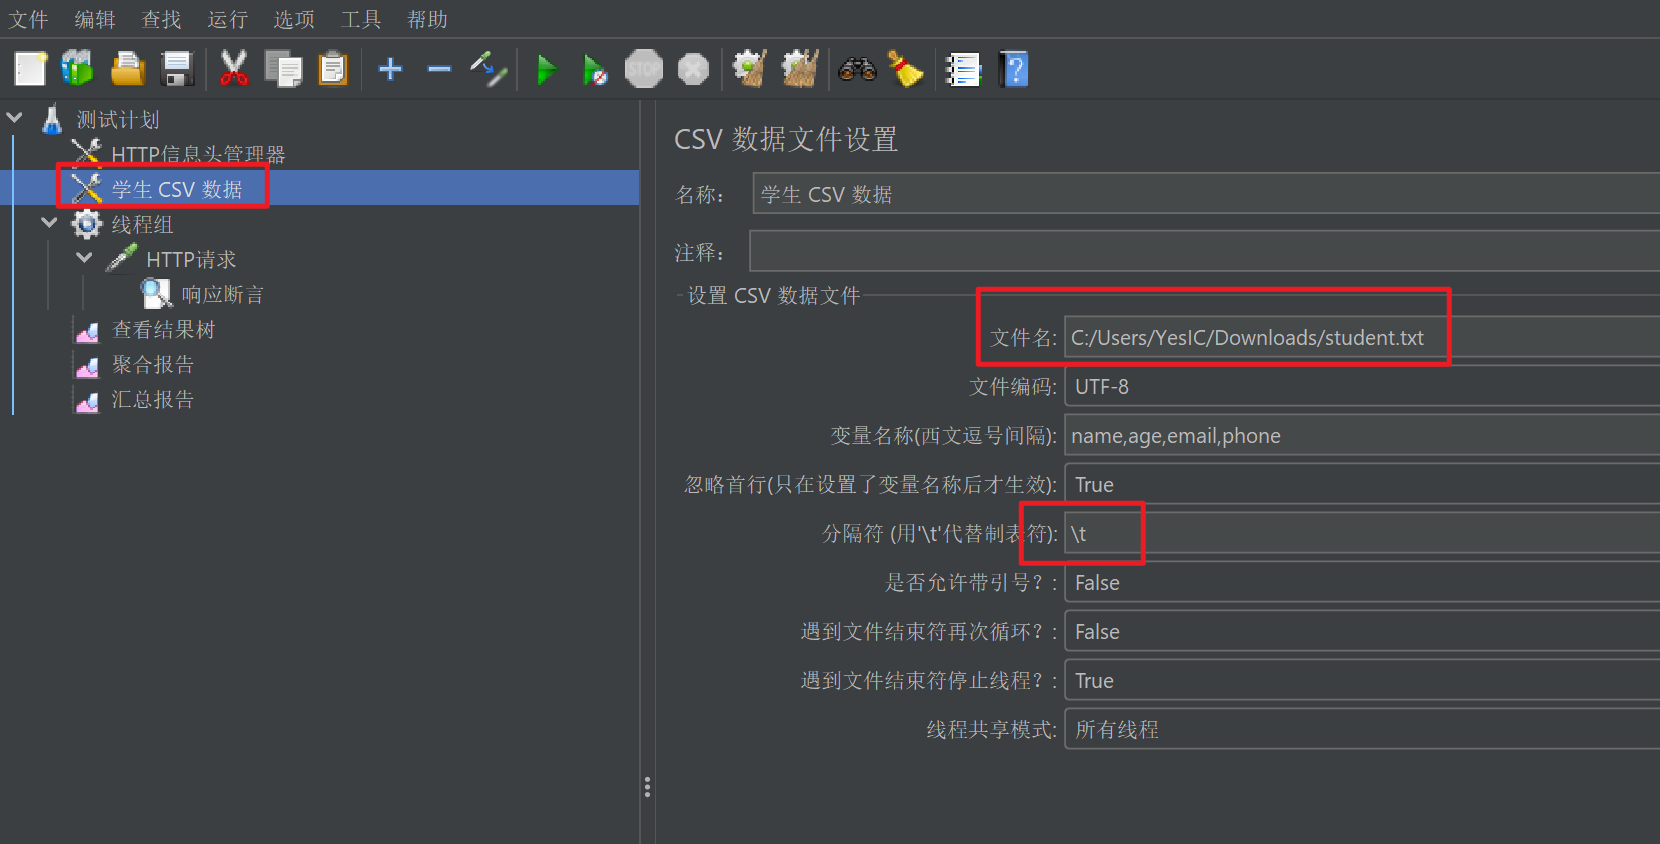 文件 编辑 查找 运行 选项 工具 帮助
STOP
测试计划
HTTP信息头管理器
学生 CSV 数据
线程组
HTTP请求
响应断言
查看结果树
聚合报告
汇总报告
CSV 数据文件设置
名称： 学生 CSV 数据
注释：
设置 CSV 数据文件
文件名: C:/Users/YesIC/Downloads/student.txt
文件编码: UTF-8
变量名称(西文逗号间隔): name,age,email,phone
忽略首行(只在设置了变量名称后才生效): True
分隔符 (用'\t'代替制表符): \t
是否允许带引号？: False
遇到文件结束符再次循环？: False
遇到文件结束符停止线程？: True
线程共享模式: 所有线程